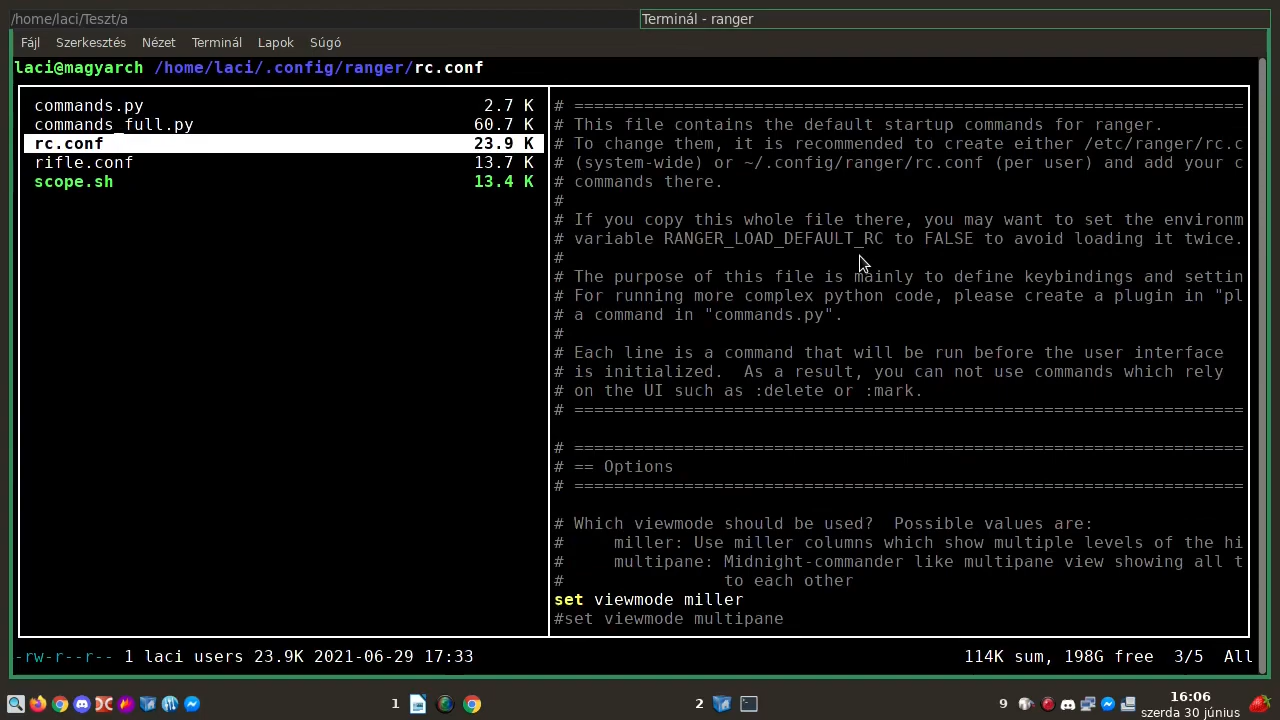 /home/laci/Teszt/a
Terminál - ranger
Fájl Szerkesztés Nézet Terminál Lapok Súgó
laci@magyarch /home/laci/.config/ranger/rc.conf
commands.py 2.7 K
commands_full.py 60.7 K
rc.conf 23.9 K
rifle.conf 13.7 K
scope.sh 13.4 K
# ===================================================================
# This file contains the default startup commands for ranger.
# To change them, it is recommended to create either /etc/ranger/rc.c
# (system-wide) or ~/.config/ranger/rc.conf (per user) and add your c
# commands there.
#
# If you copy this whole file there, you may want to set the environm
# variable RANGER_LOAD_DEFAULT_RC to FALSE to avoid loading it twice.
#
# The purpose of this file is mainly to define keybindings and settin
# For running more complex python code, please create a plugin in "pl
# a command in "commands.py".
#
# Each line is a command that will be run before the user interface
# is initialized.  As a result, you can not use commands which rely
# on the UI such as :delete or :mark.
# ===================================================================
# ===================================================================
# == Options
# ===================================================================
# Which viewmode should be used?  Possible values are:
#     miller: Use miller columns which show multiple levels of the hi
#     multipane: Midnight-commander like multipane view showing all t
#                to each other
set viewmode miller
#set viewmode multipane
-rw-r--r-- 1 laci users 23.9K 2021-06-29 17:33 114K sum, 198G free 3/5 All
1 2 9 16:06
szerda 30 június